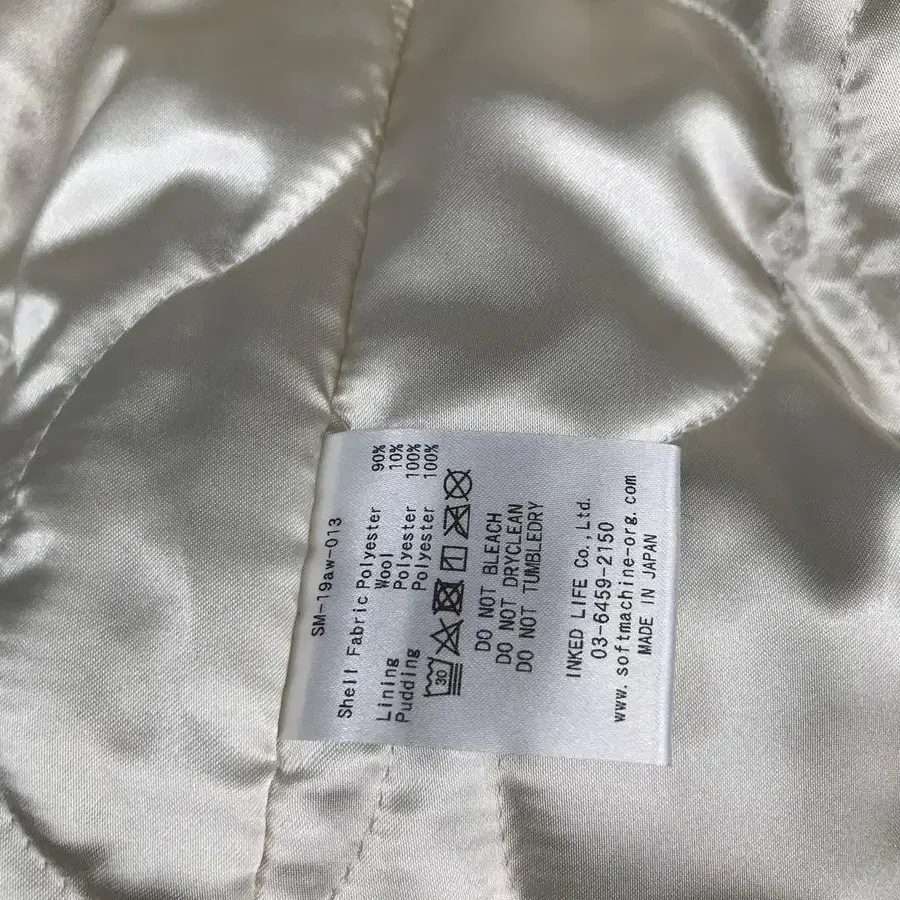 SM-19aw-013
Shell Fabric Polyester 90%
Wool 10%
Lining Polyester 100%
Pudding Polyester 100%
30
DO NOT BLEACH
DO NOT DRYCLEAN
DO NOT TUMBLEDRY
INKED LIFE Co.,Ltd.
03-6459-2150
www.softmachine-org.com
MADE IN JAPAN